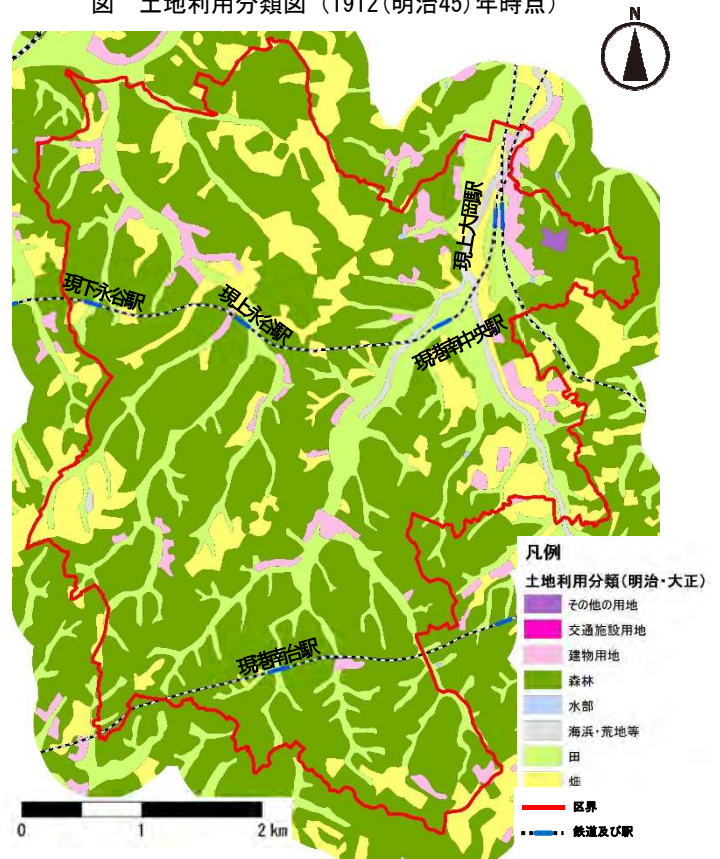 図 土地利用分類図（1912(明治45)年時点）
N
現上大岡駅
現下永谷駅
現上永谷駅
現港南中央駅
現港南台駅
凡例
土地利用分類(明治・大正)
その他の用地
交通施設用地
建物用地
森林
水部
海浜・荒地等
田
畑
区界
鉄道及び駅
0 1 2 km